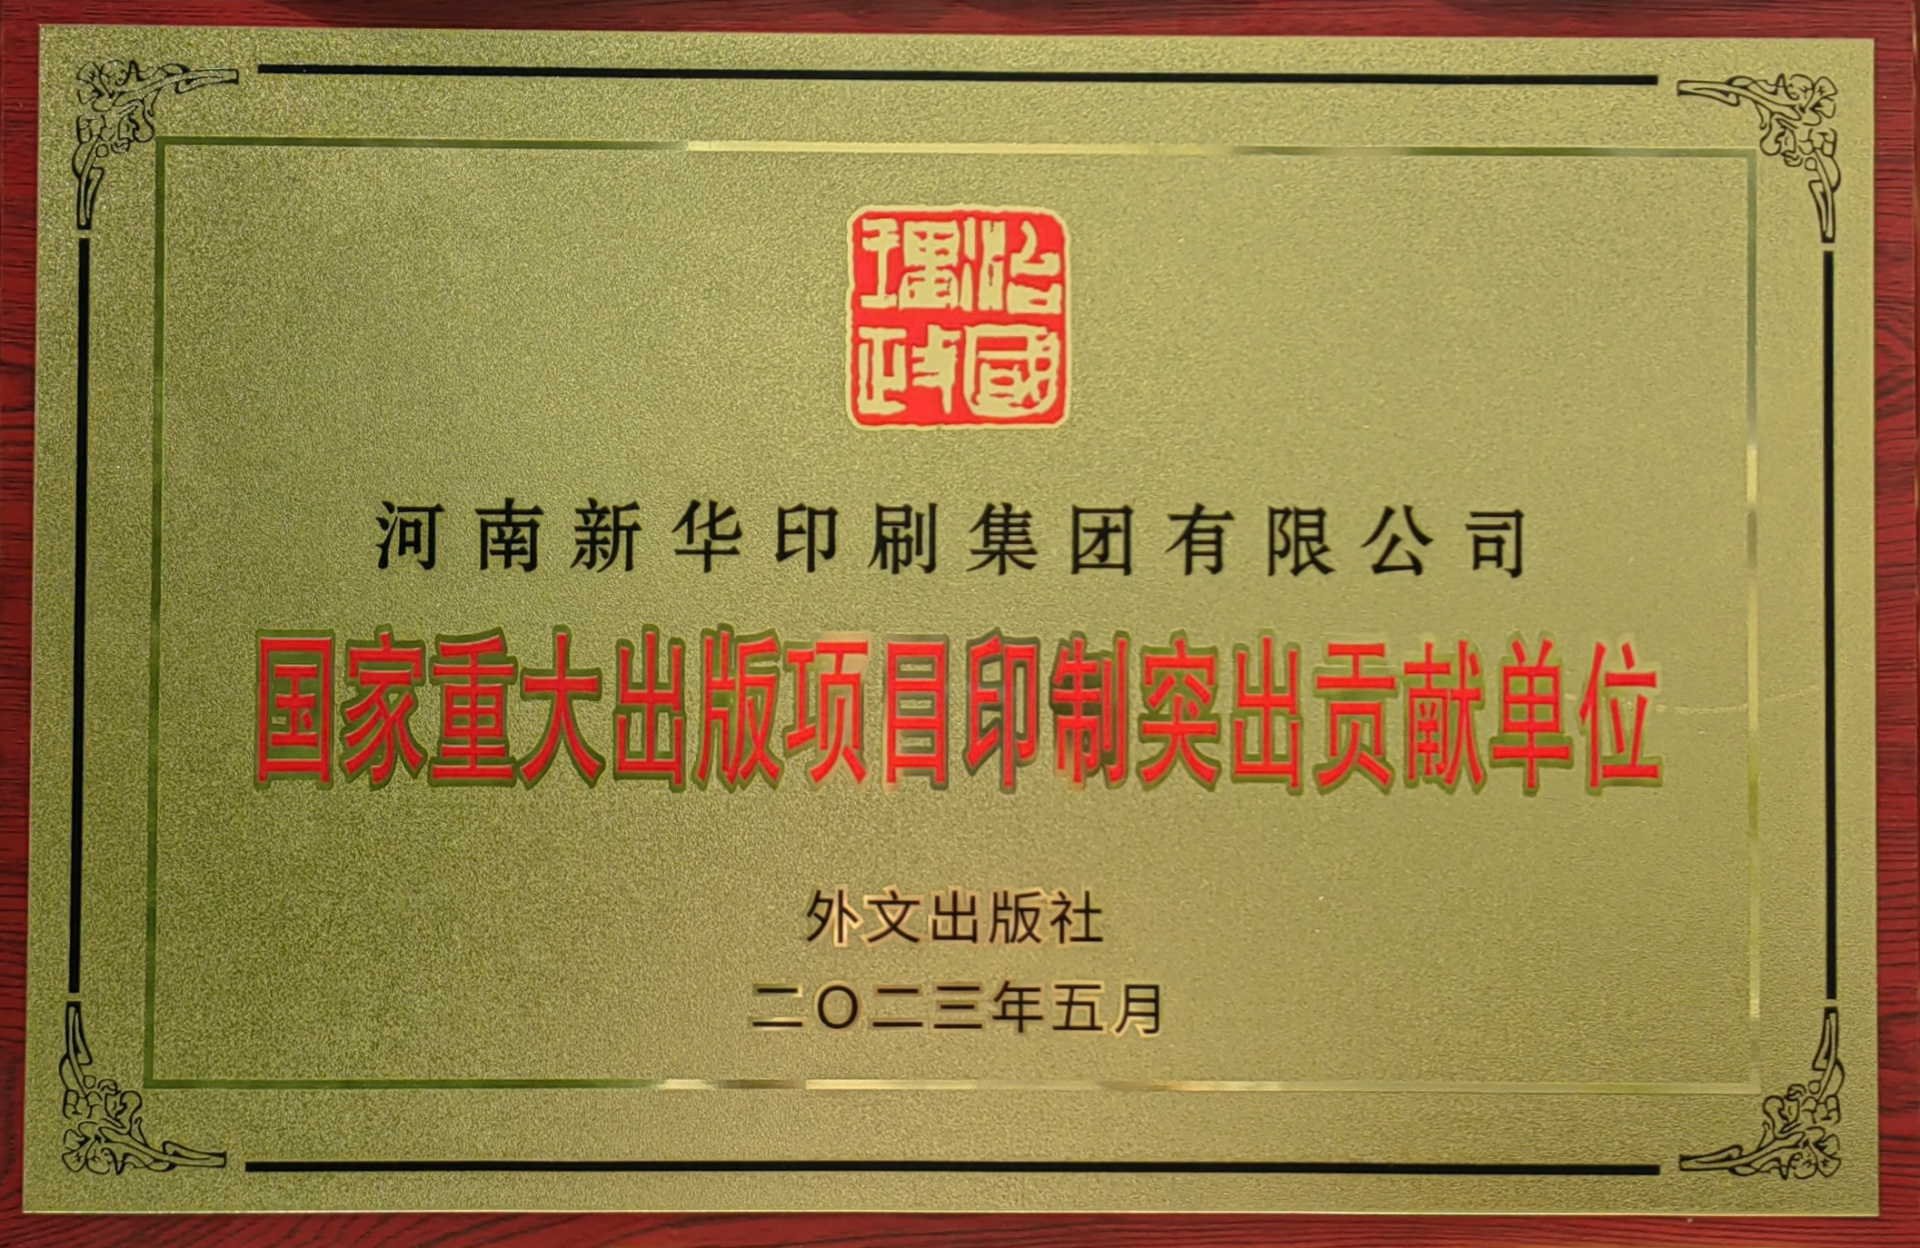 治国
理政
河南新华印刷集团有限公司
国家重大出版项目印制突出贡献单位
外文出版社
二〇二三年五月